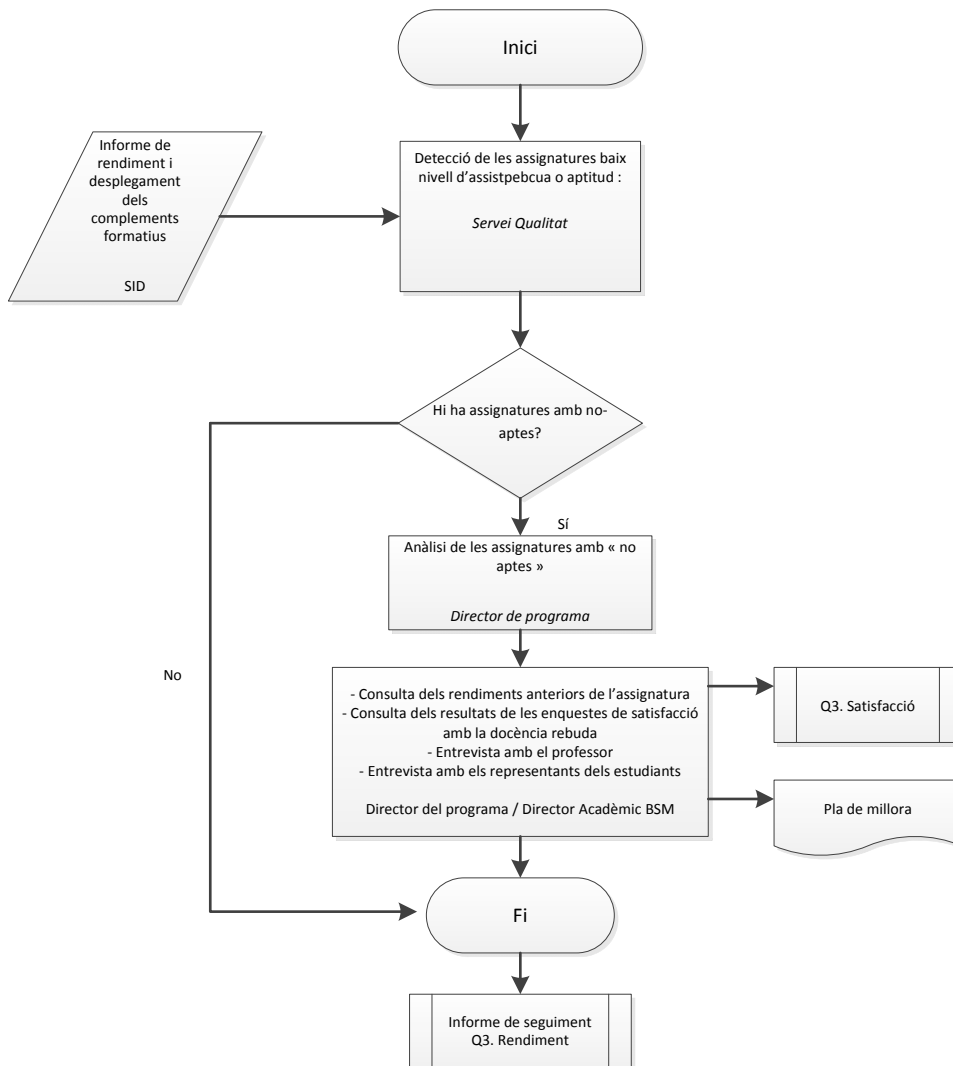 Inici
Informe de
rendiment i
desplegament
dels
complements
formatius
SID
Detecció de les assignatures baix
nivell d'assistpebcua o aptitud :
Servei Qualitat
Hi ha assignatures amb no-
aptes?
Sí
Anàlisi de les assignatures amb « no
aptes »
Director de programa
No
- Consulta dels rendiments anteriors de l'assignatura
- Consulta dels resultats de les enquestes de satisfacció
amb la docència rebuda
- Entrevista amb el professor
- Entrevista amb els representants dels estudiants
Director del programa / Director Acadèmic BSM
Q3. Satisfacció
Pla de millora
Fi
Informe de seguiment
Q3. Rendiment